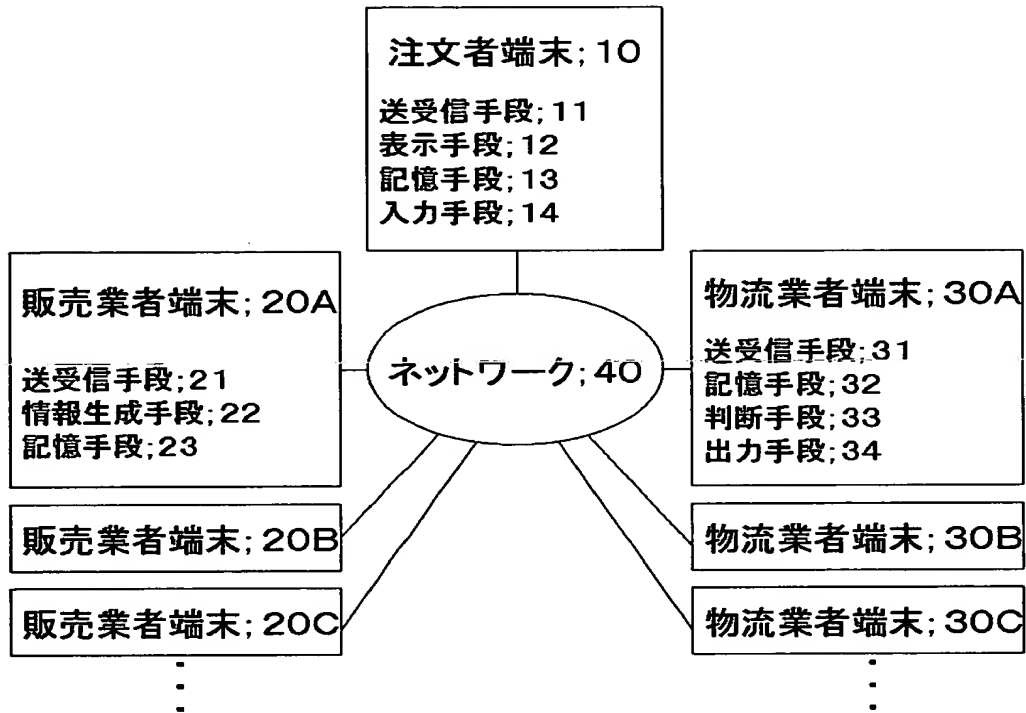 注文者端末;10
送受信手段;11
表示手段;12
記憶手段;13
入力手段;14
販売業者端末;20A
送受信手段;21
情報生成手段;22
記憶手段;23
ネットワーク;40
物流業者端末;30A
送受信手段;31
記憶手段;32
判断手段;33
出力手段;34
販売業者端末;20B
販売業者端末;20C
物流業者端末;30B
物流業者端末;30C